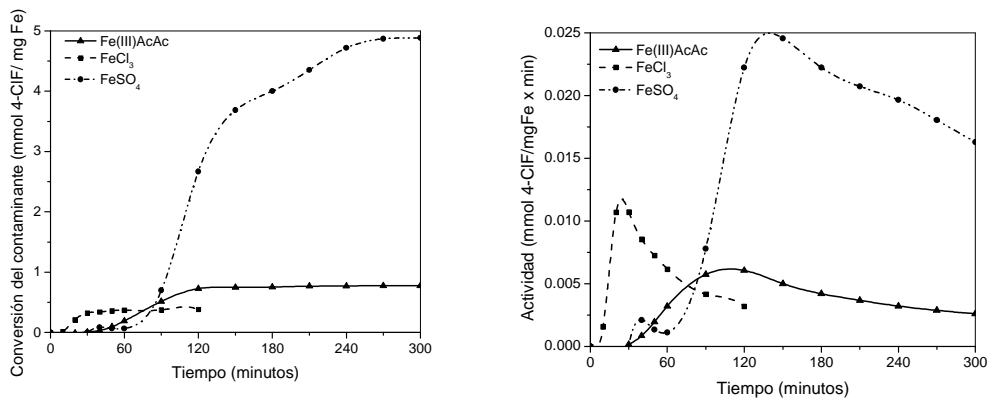 Conversión del contaminante (mmol 4-ClF/ mg Fe)
5
4
3
2
1
0
Fe(III)AcAc
FeCl3
FeSO4
0 60 120 180 240 300
Tiempo (minutos)
Actividad (mmol 4-ClF/mgFe x min)
0.025
0.020
0.015
0.010
0.005
0.000
Fe(III)AcAc
FeCl3
FeSO4
0 60 120 180 240 300
Tiempo (minutos)